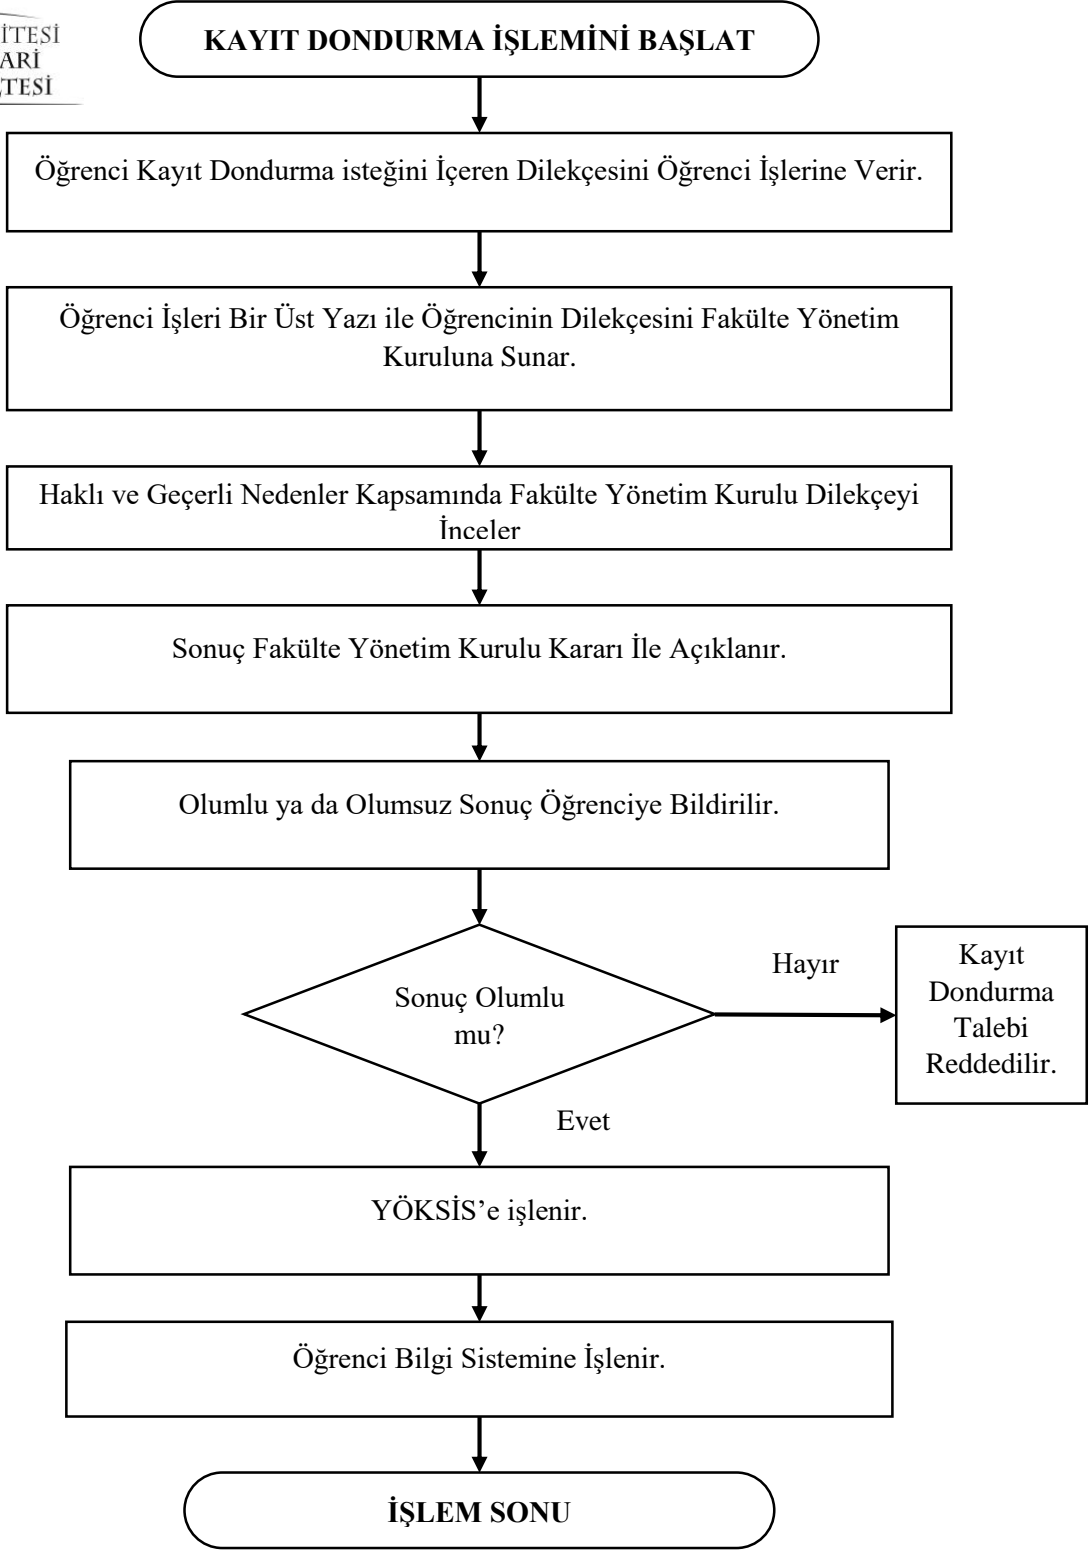 İTESİ
ARİ
TESİ
KAYIT DONDURMA İŞLEMİNİ BAŞLAT
Öğrenci Kayıt Dondurma isteğini İçeren Dilekçesini Öğrenci İşlerine Verir.
Öğrenci İşleri Bir Üst Yazı ile Öğrencinin Dilekçesini Fakülte Yönetim
Kuruluna Sunar.
Haklı ve Geçerli Nedenler Kapsamında Fakülte Yönetim Kurulu Dilekçeyi
İnceler
Sonuç Fakülte Yönetim Kurulu Kararı İle Açıklanır.
Olumlu ya da Olumsuz Sonuç Öğrenciye Bildirilir.
Sonuç Olumlu
mu?
Hayır
Kayıt
Dondurma
Talebi
Reddedilir.
Evet
YÖKSİS’e işlenir.
Öğrenci Bilgi Sistemine İşlenir.
İŞLEM SONU